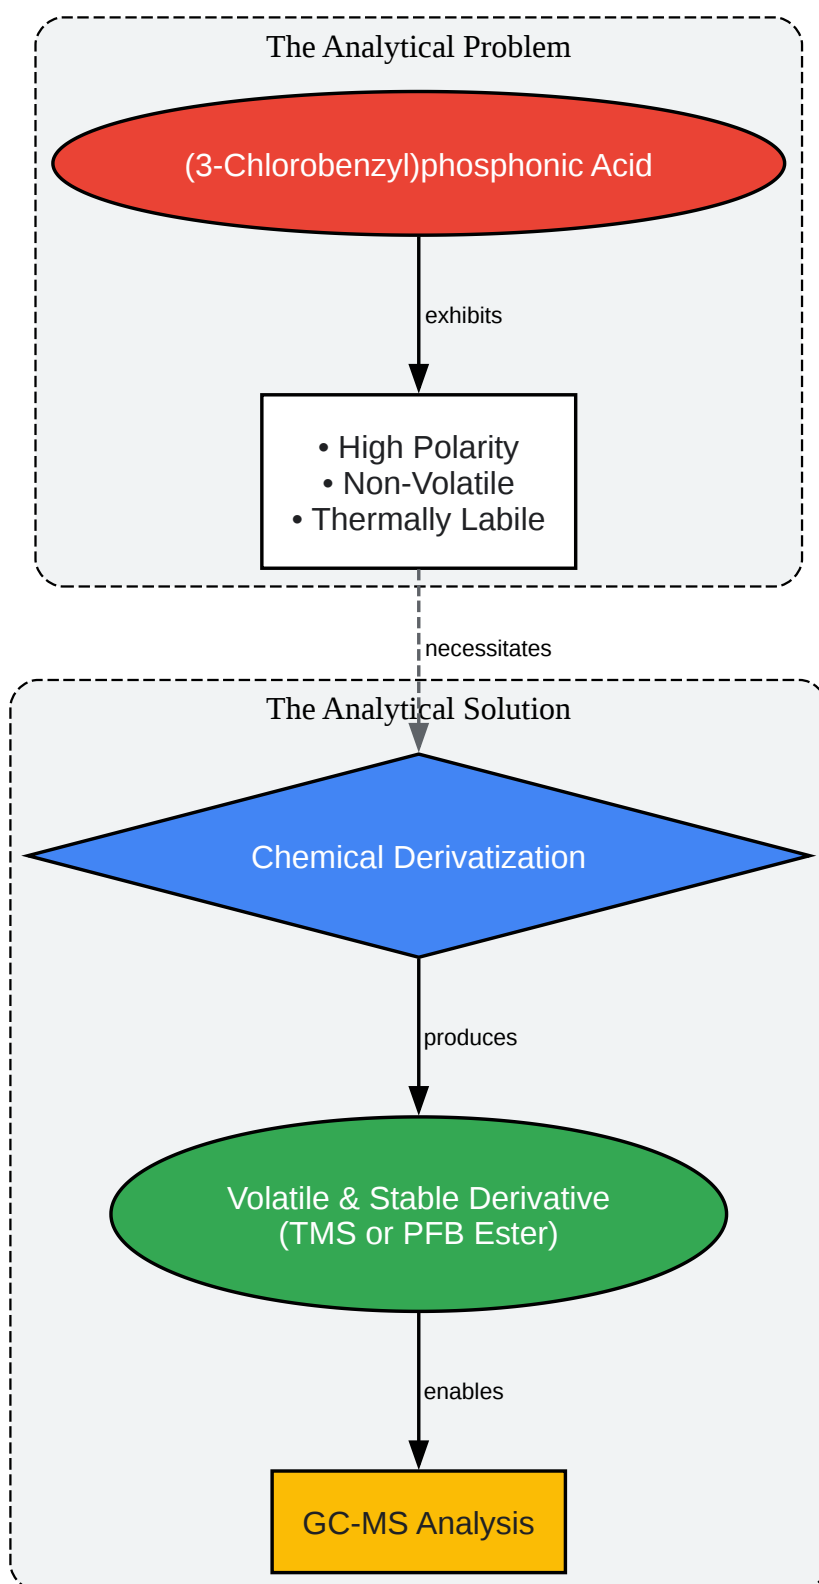 The Analytical Problem
(3-Chlorobenzyl)phosphonic Acid
exhibits
• High Polarity
• Non-Volatile
• Thermally Labile
necessitates
The Analytical Solution
Chemical Derivatization
produces
Volatile & Stable Derivative
(TMS or PFB Ester)
enables
GC-MS Analysis